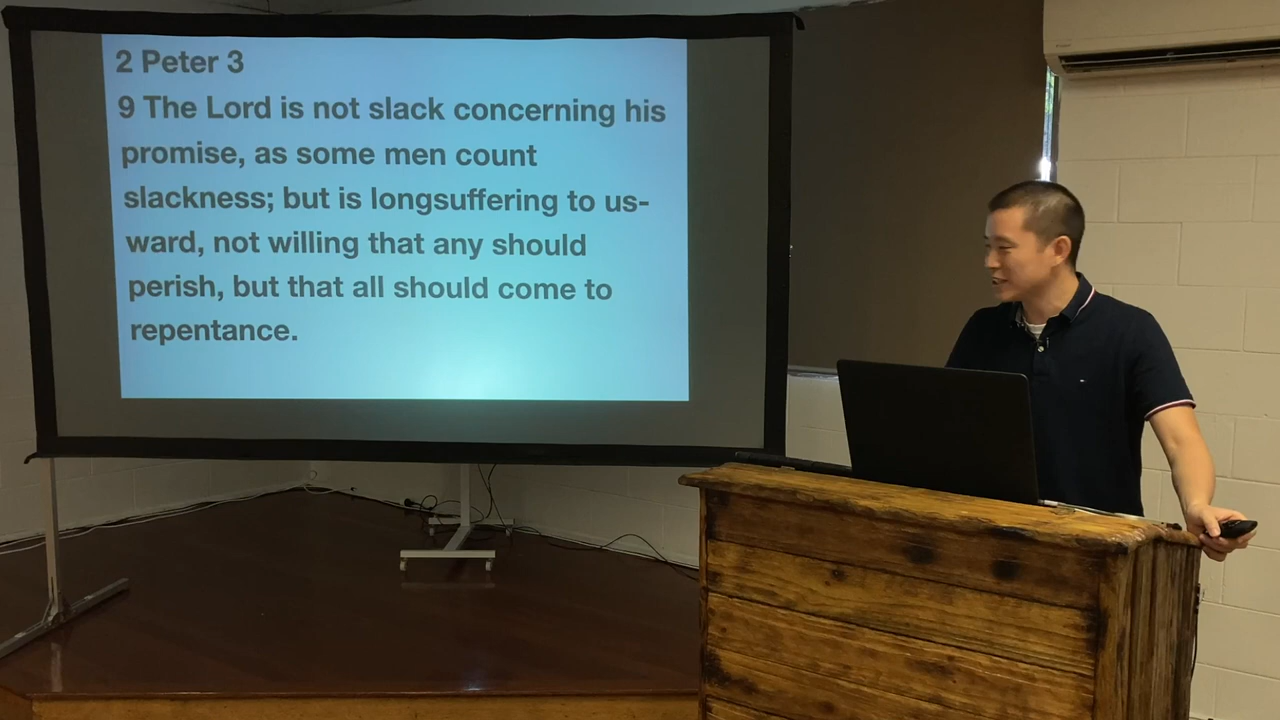 2 Peter 3
9 The Lord is not slack concerning his
promise, as some men count
slackness; but is longsuffering to us-
ward, not willing that any should
perish, but that all should come to
repentance.